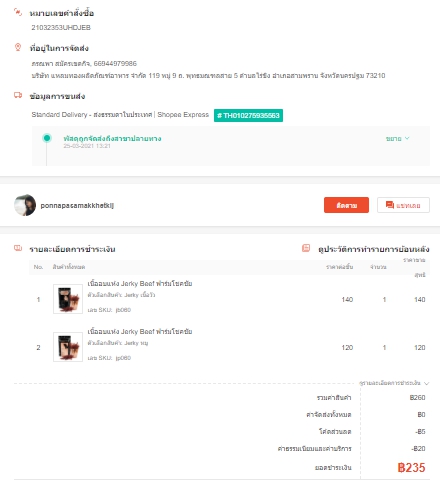 หมายเลขคำสั่งซื้อ
21032353UHDJEB
ที่อยู่ในการจัดส่ง
อรณพา สมัครเขตกิจ, 66944979986
บริษัท แหลมทองผลิตภัณฑ์อาหาร จำกัด 119 หมู่ 9 ถ. พุทธมณฑลสาย 5 ตำบลไร่ขิง อำเภอสามพราน จังหวัดนครปฐม 73210
ข้อมูลการขนส่ง
Standard Delivery - ส่งธรรมดาในประเทศ | Shopee Express # TH010275935563
พัสดุถูกจัดส่งถึงสาขาปลายทาง ขยาย
25-03-2021 13:21
ponnapasamakkhetkij ติดตาม แชทเลย
รายละเอียดการชำระเงิน ดูประวัติการทำรายการย้อนหลัง
No. สินค้าทั้งหมด ราคาต่อชิ้น จำนวน ราคาขายสุทธิ
เนื้ออบแห้ง Jerky Beef ฟาร์มโชคชัย
1 ตัวเลือกสินค้า: Jerky เนื้อวัว 140 1 140
เลข SKU: jb060
เนื้ออบแห้ง Jerky Beef ฟาร์มโชคชัย
2 ตัวเลือกสินค้า: Jerky หมู 120 1 120
เลข SKU: jp060
ดูรายละเอียดการชำระเงิน
รวมค่าสินค้า ฿260
ค่าจัดส่งทั้งหมด ฿0
โค้ดส่วนลด -฿5
ค่าธรรมเนียมและค่าบริการ -฿20
ยอดชำระเงิน ฿235